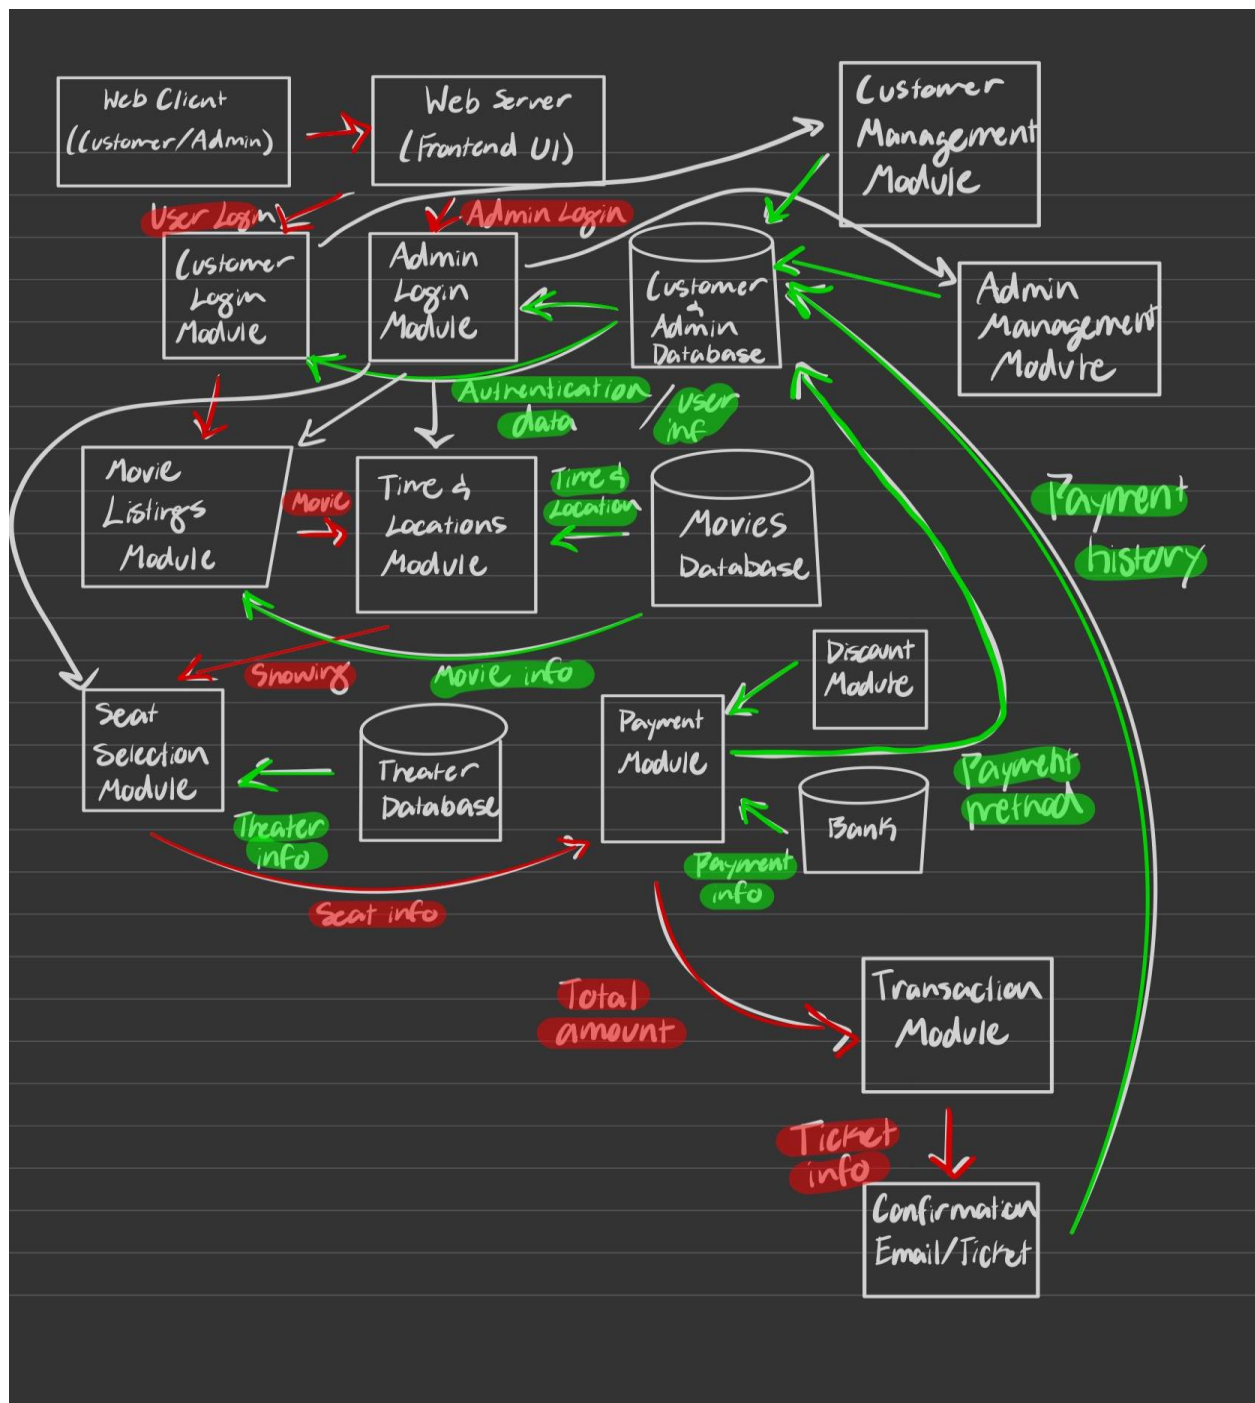 Web Client
(Customer/Admin)
Web Server
(Frontend UI)
Customer
Management
Module
User Login
Admin Login
Customer
Login
Module
Admin
Login
Module
Customer
&
Admin
Database
Admin
Management
Module
Authentication
data
/
user
inf
Movie
Listings
Module
Movie
Time &
Locations
Module
Time &
Location
Movies
Database
Payment
history
Showing
Movie info
Discount
Module
Seat
Selection
Module
Theater
Database
Payment
Module
Theater
info
Bank
Payment
method
Payment
info
Seat info
Total
amount
Transaction
Module
Ticket
info
Confirmation
Email/Ticket